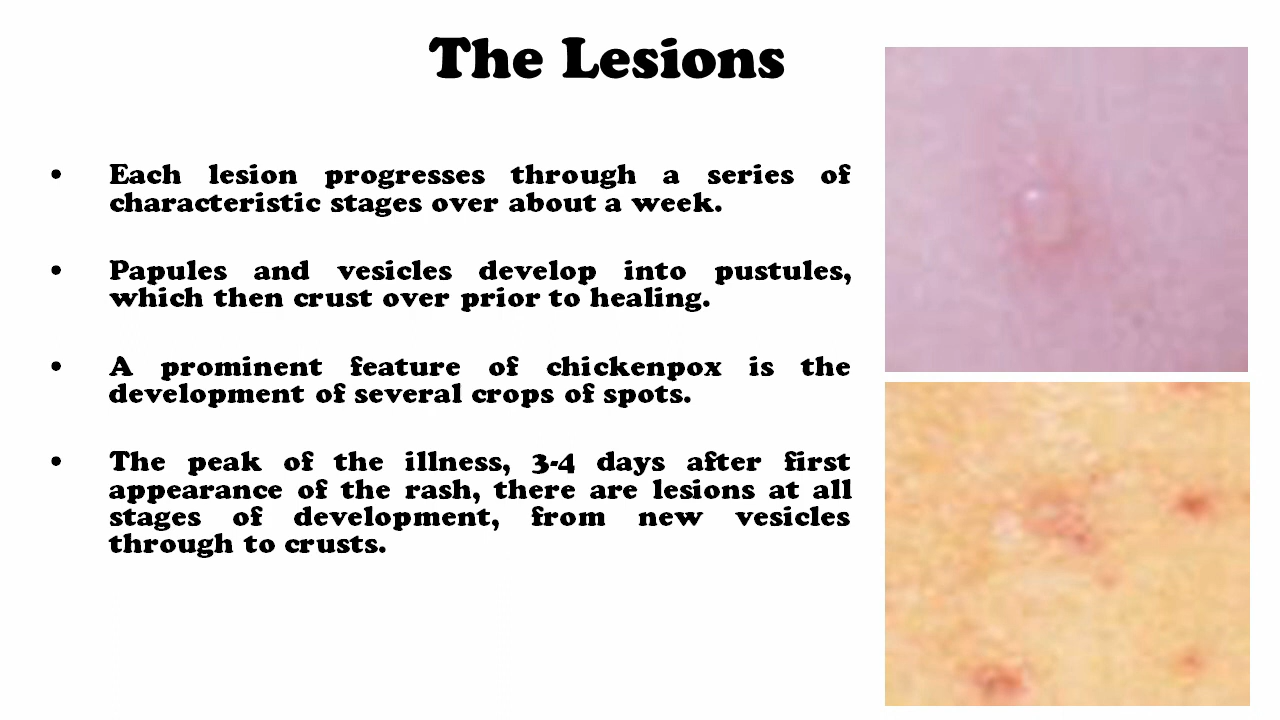 The Lesions
• Each lesion progresses through a series of
characteristic stages over about a week.
• Papules and vesicles develop into pustules,
which then crust over prior to healing.
• A prominent feature of chickenpox is the
development of several crops of spots.
• The peak of the illness, 3-4 days after first
appearance of the rash, there are lesions at all
stages of development, from new vesicles
through to crusts.